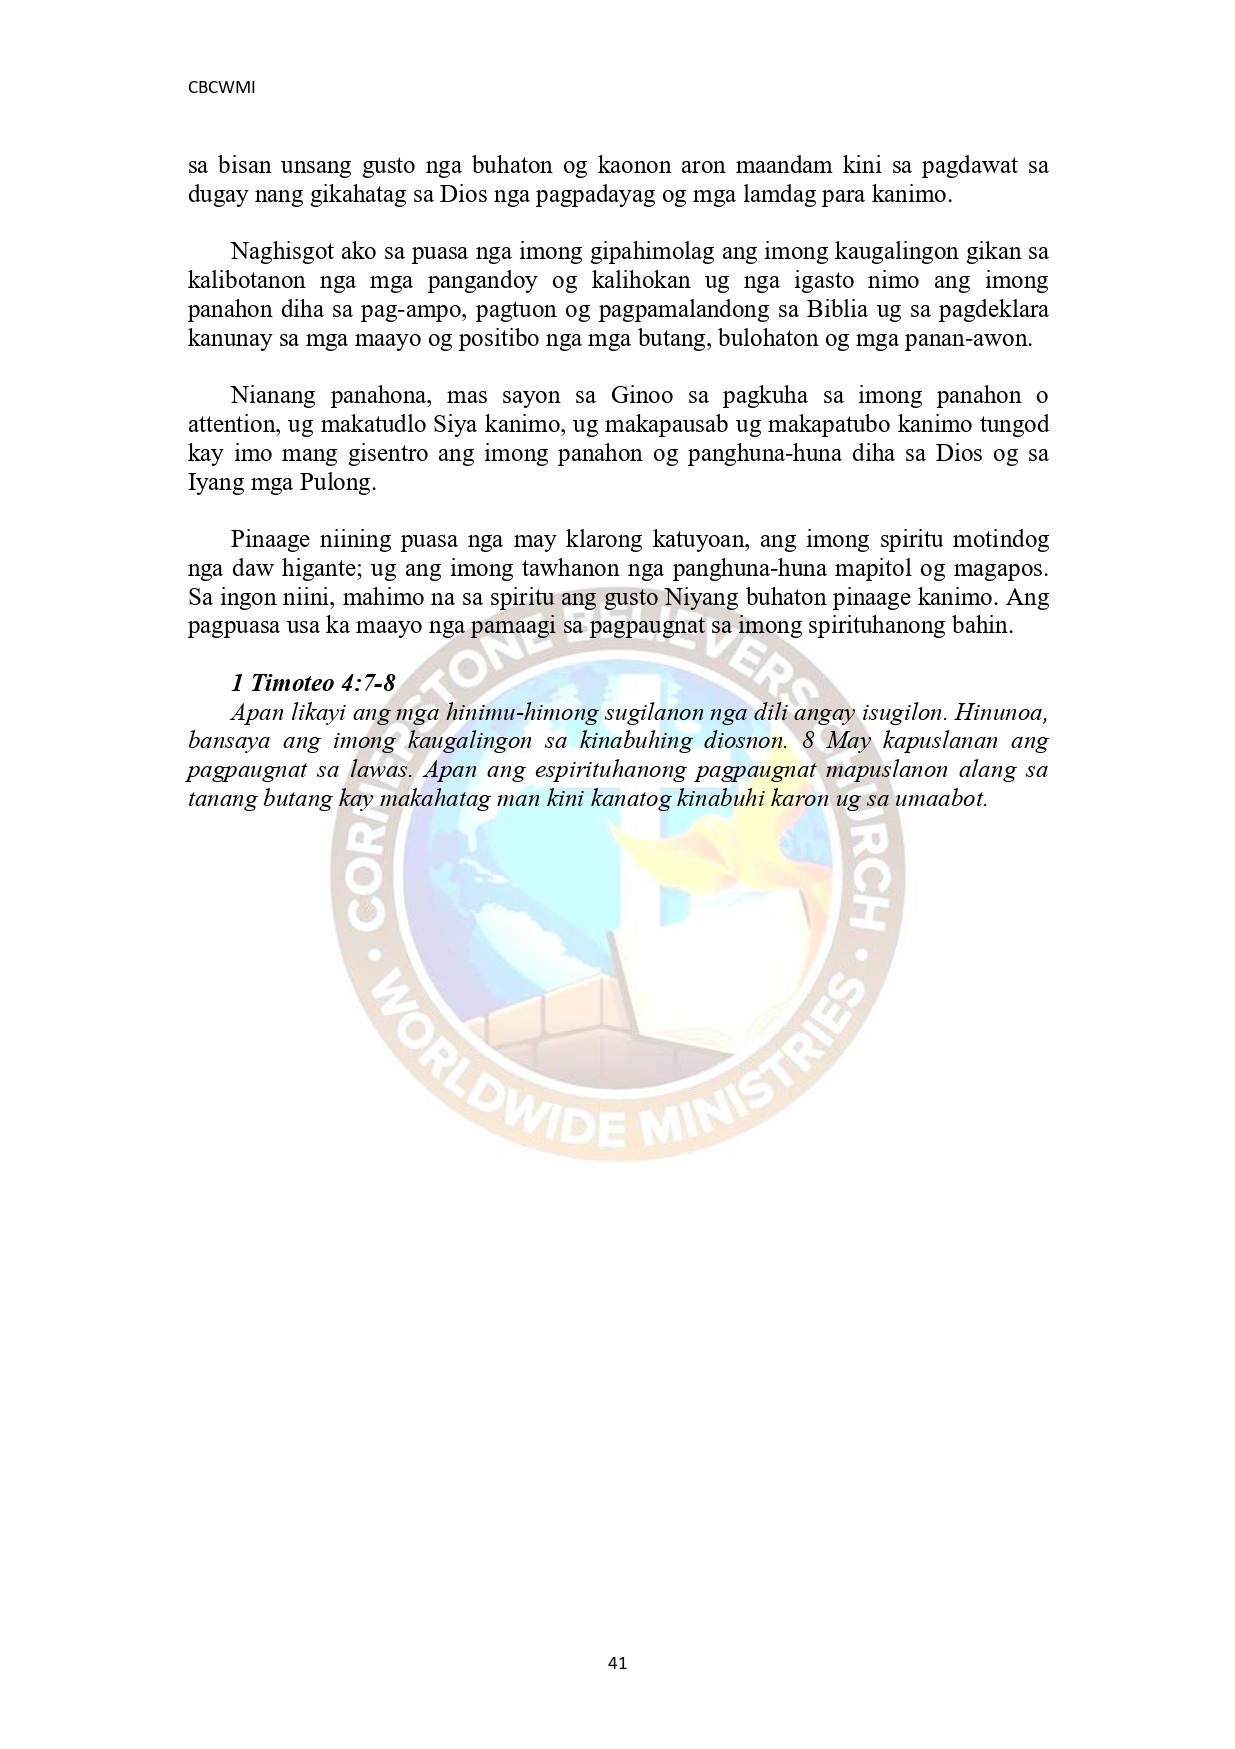 CBCWMI
sa bisan unsang gusto nga buhaton og kaonon aron maandam kini sa pagdawat sa
dugay nang gikahatag sa Dios nga pagpadayag og mga lamdag para kanimo.
Naghisgot ako sa puasa nga imong gipahimolag ang imong kaugalingon gikan sa
kalibotanon nga mga pangandoy og kalihokan ug nga igasto nimo ang imong
panahon diha sa pag-ampo, pagtuon og pagpamalandong sa Biblia ug sa pagdeklara
kanunay sa mga maayo og positibo nga mga butang, bulohaton og mga panan-awon.
Nianang panahona, mas sayon sa Ginoo sa pagkuha sa imong panahon o
attention, ug makatudlo Siya kanimo, ug makapausab ug makapatubo kanimo tungod
kay imo mang gisentro ang imong panahon og panghuna-huna diha sa Dios og sa
Iyang mga Pulong.
Pinaage niining puasa nga may klarong katuyoan, ang imong spiritu motindog
nga daw higante; ug ang imong tawhanon nga panghuna-huna mapitol og magapos.
Sa ingon niini, mahimo na sa spiritu ang gusto Niyang buhaton pinaage kanimo. Ang
pagpuasa usa ka maayo nga pamaagi sa pagpaugnat sa imong spirituhanong bahin.
1 Timoteo 4:7-8
Apan likayi ang mga hinimu-himong sugilanon nga dili angay isugilon. Hinunoa,
bansaya ang imong kaugalingon sa kinabuhing diosnon. 8 May kapuslanan ang
pagpaugnat sa lawas. Apan ang espirituhanong pagpaugnat mapuslanon alang sa
tanang butang kay makahatag man kini kanatog kinabuhi karon ug sa umaabot.
CORNERSTONE BELIEVERS CHURCH
• WORLDWIDE MINISTRIES •
41